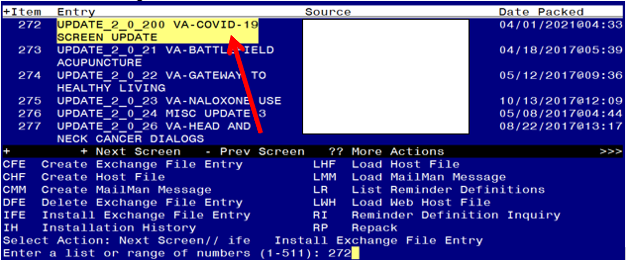 +Item  Entry                          Source                    Date Packed
272  UPDATE_2_0_200 VA-COVID-19                                 04/01/2021@04:33
SCREEN UPDATE
273  UPDATE_2_0_21 VA-BATTLEFIELD                               04/18/2017@05:39
ACUPUNCTURE
274  UPDATE_2_0_22 VA-GATEWAY TO                                05/12/2017@09:36
HEALTHY LIVING
275  UPDATE_2_0_23 VA-NALOXONE USE                              10/13/2017@12:09
276  UPDATE_2_0_24 MISC UPDATE 3                                05/08/2017@04:44
277  UPDATE_2_0_26 VA-HEAD AND                                  08/22/2017@13:17
NECK CANCER DIALOGS
+         + Next Screen   - Prev Screen   ?? More Actions                  >>>
CFE  Create Exchange File Entry          LHF  Load Host File
CHF  Create Host File                    LMM  Load MailMan Message
CMM  Create MailMan Message              LR   List Reminder Definitions
DFE  Delete Exchange File Entry          LWH  Load Web Host File
IFE  Install Exchange File Entry         RI   Reminder Definition Inquiry
IH   Installation History                RP   Repack
Select Action: Next Screen// ife   Install Exchange File Entry
Enter a list or range of numbers (1-511): 272